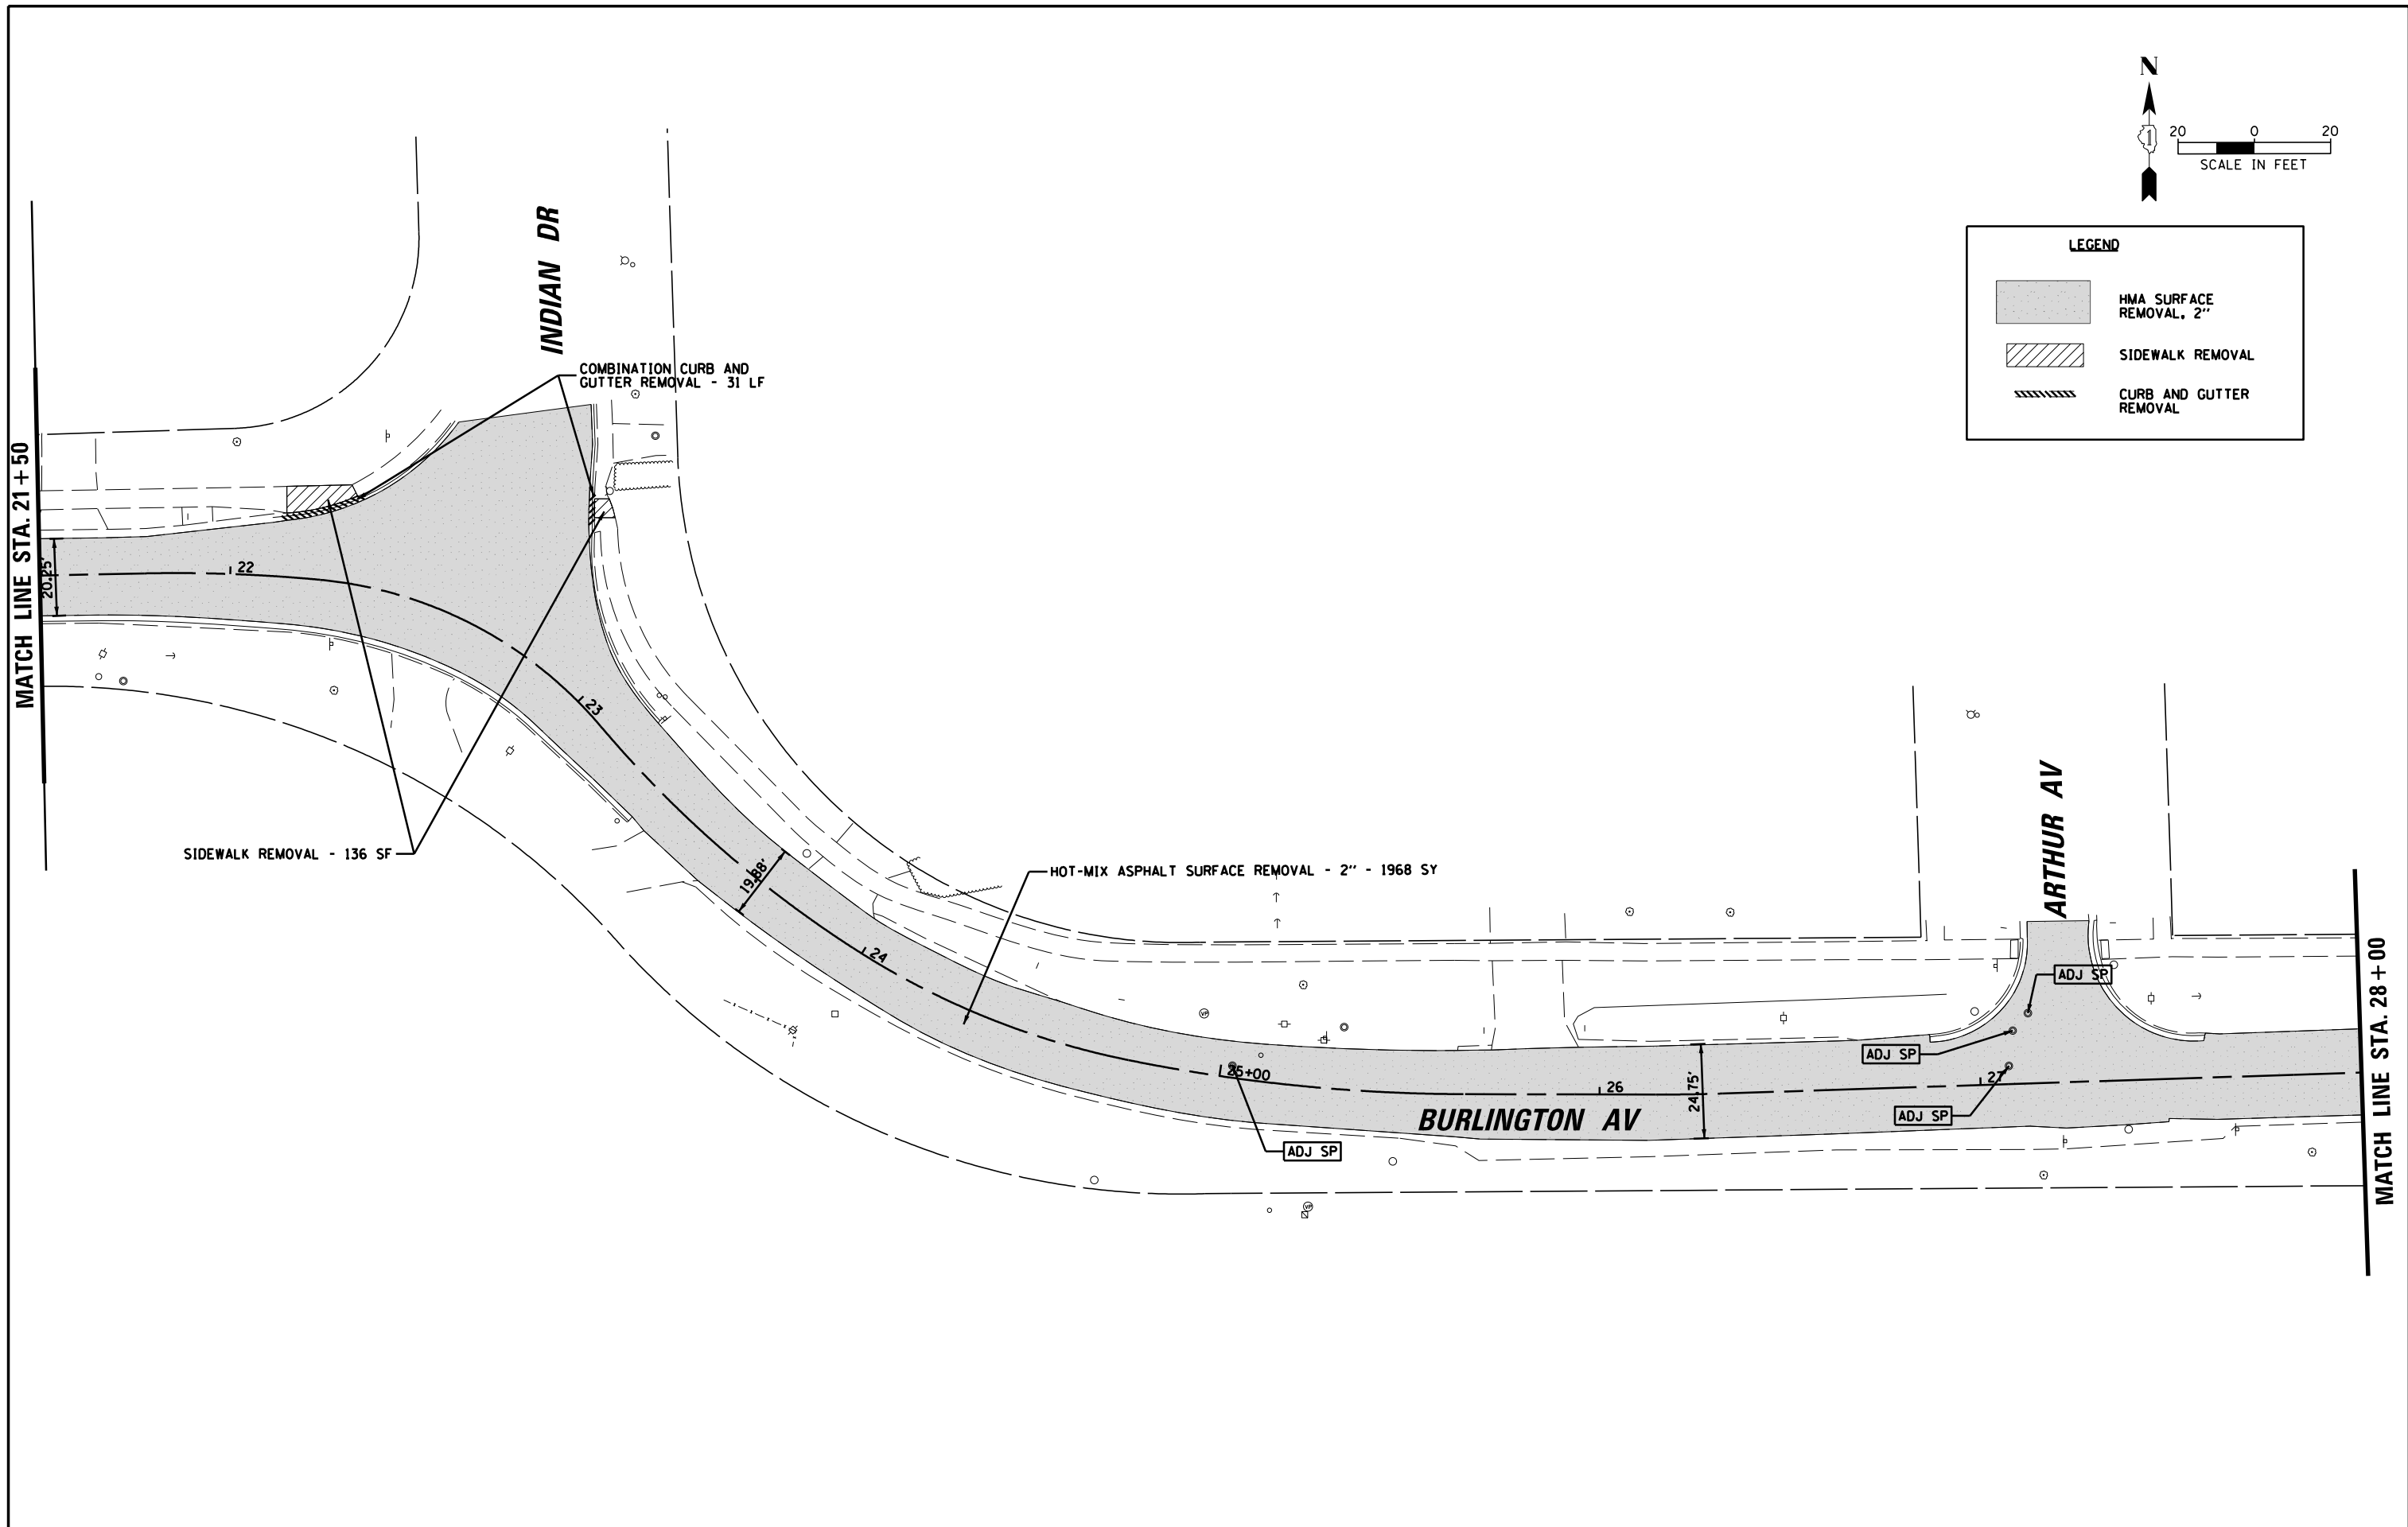 N
1
20 0 20
SCALE IN FEET
LEGEND
HMA SURFACE
REMOVAL, 2"
SIDEWALK REMOVAL
CURB AND GUTTER
REMOVAL
INDIAN DR
COMBINATION CURB AND
GUTTER REMOVAL - 31 LF
MATCH LINE STA. 21+50
20.25'
22
23
SIDEWALK REMOVAL - 136 SF
19.88'
HOT-MIX ASPHALT SURFACE REMOVAL - 2" - 1968 SY
24
ARTHUR AV
VP
ADJ SP
ADJ SP
25+00
26
27
24.75'
BURLINGTON AV
ADJ SP
ADJ SP
VP
MATCH LINE STA. 28+00